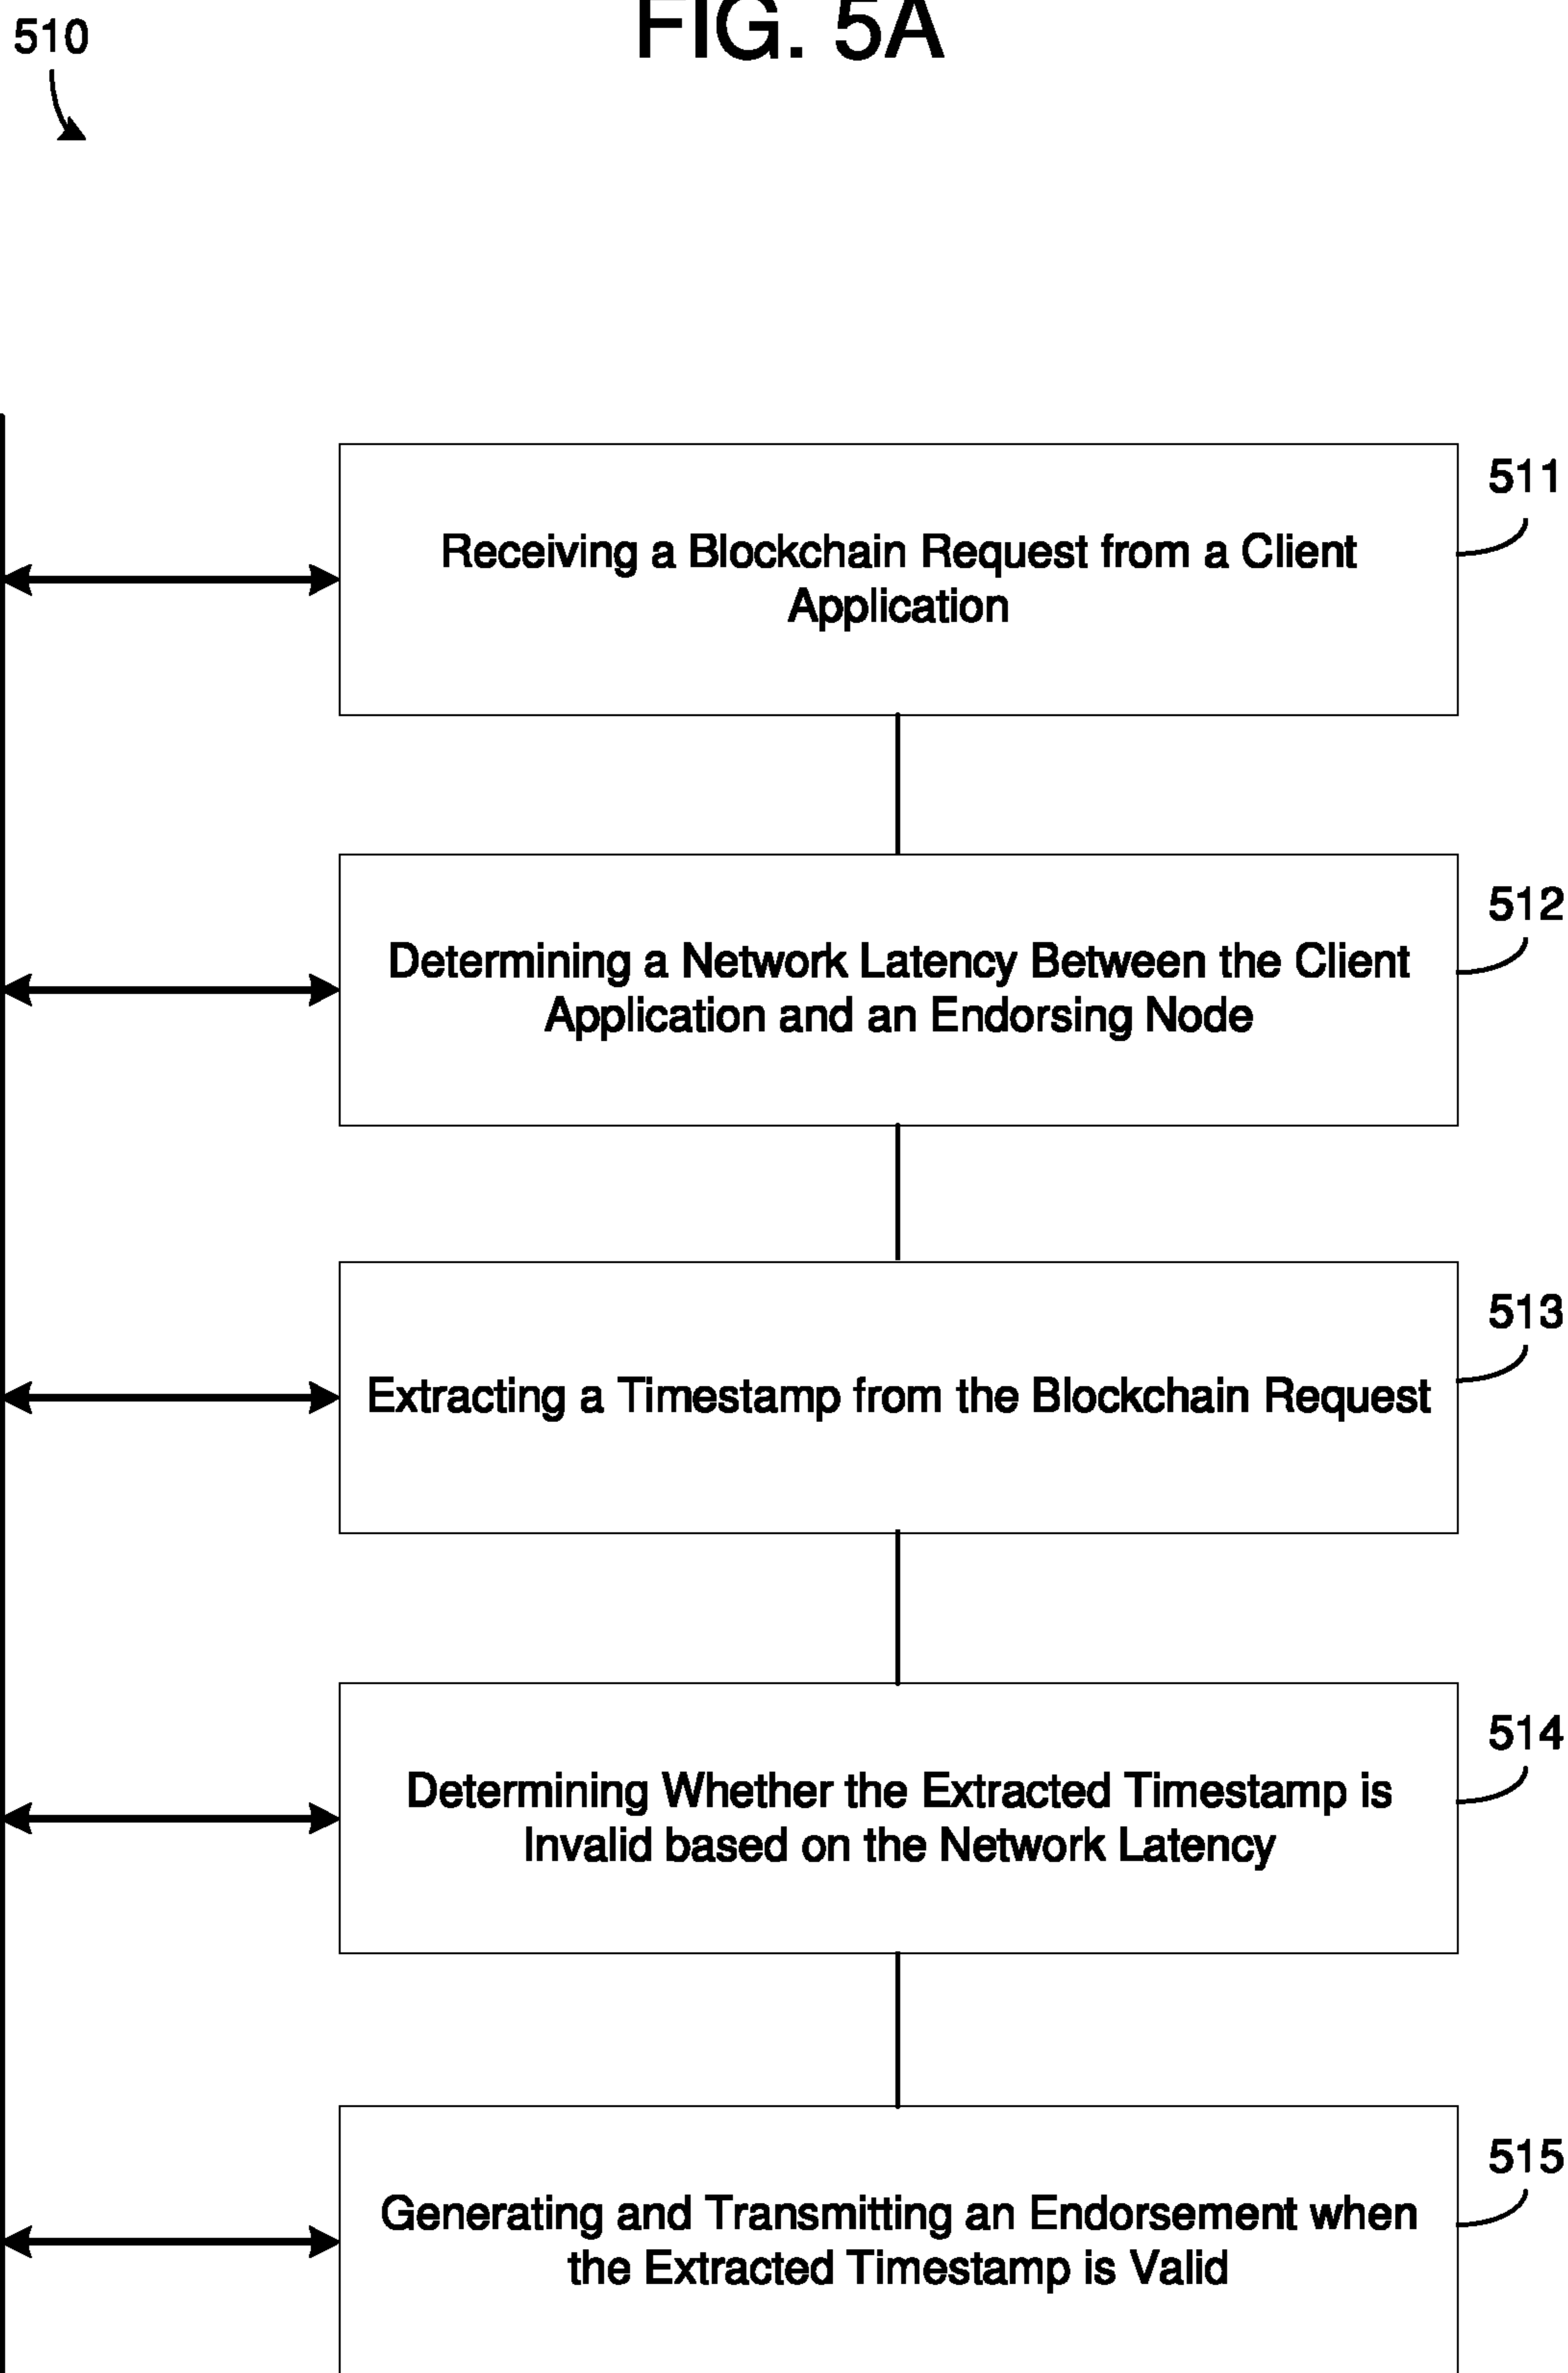 FIG. 5A
510
511
Receiving a Blockchain Request from a Client
Application
512
Determining a Network Latency Between the Client
Application and an Endorsing Node
513
Extracting a Timestamp from the Blockchain Request
514
Determining Whether the Extracted Timestamp is
Invalid based on the Network Latency
515
Generating and Transmitting an Endorsement when
the Extracted Timestamp is Valid